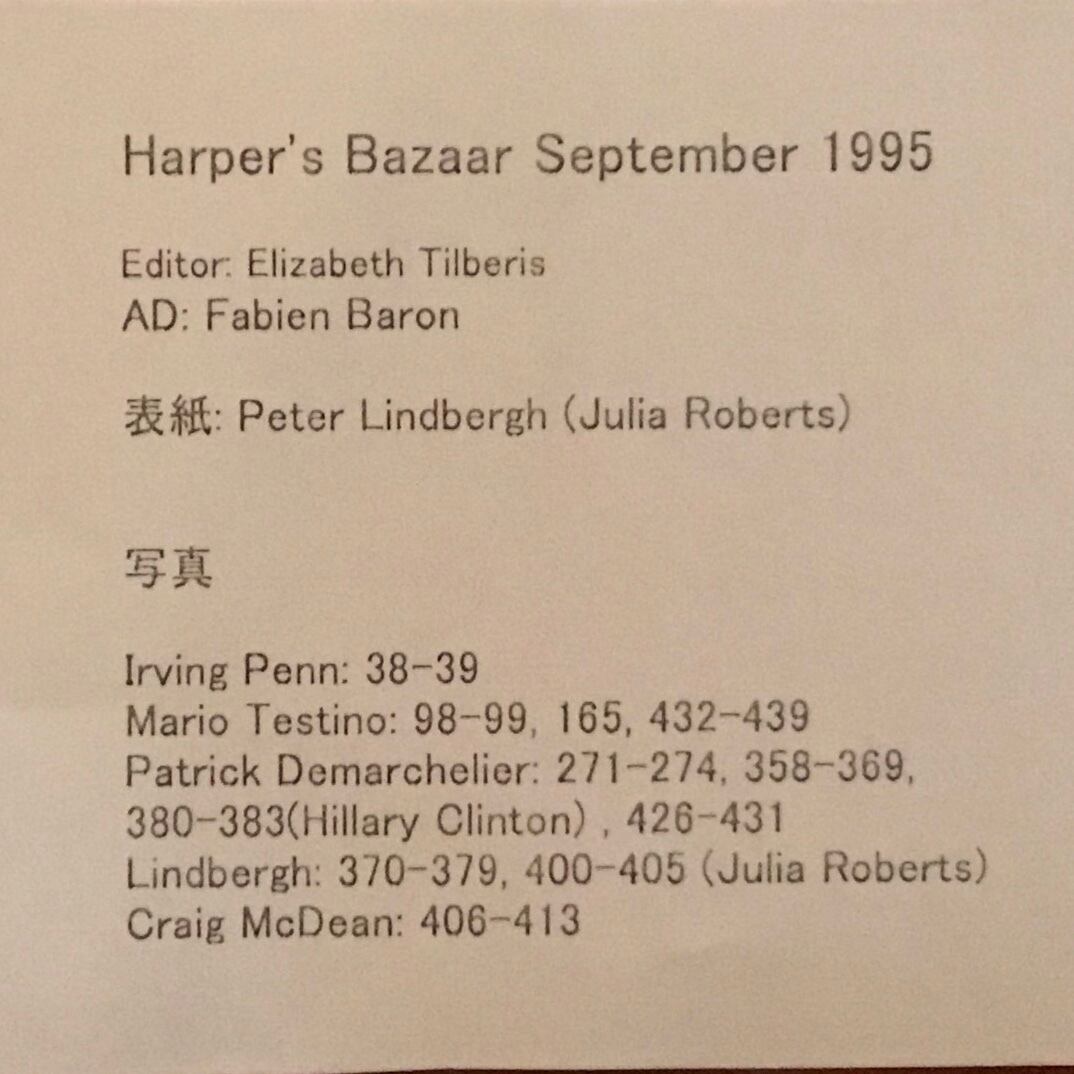 Harper's Bazaar September 1995
Editor: Elizabeth Tilberis
AD: Fabien Baron
表紙: Peter Lindbergh (Julia Roberts)
写真
Irving Penn: 38-39
Mario Testino: 98-99, 165, 432-439
Patrick Demarchelier: 271-274, 358-369,
380-383(Hillary Clinton) , 426-431
Lindbergh: 370-379, 400-405 (Julia Roberts)
Craig McDean: 406-413